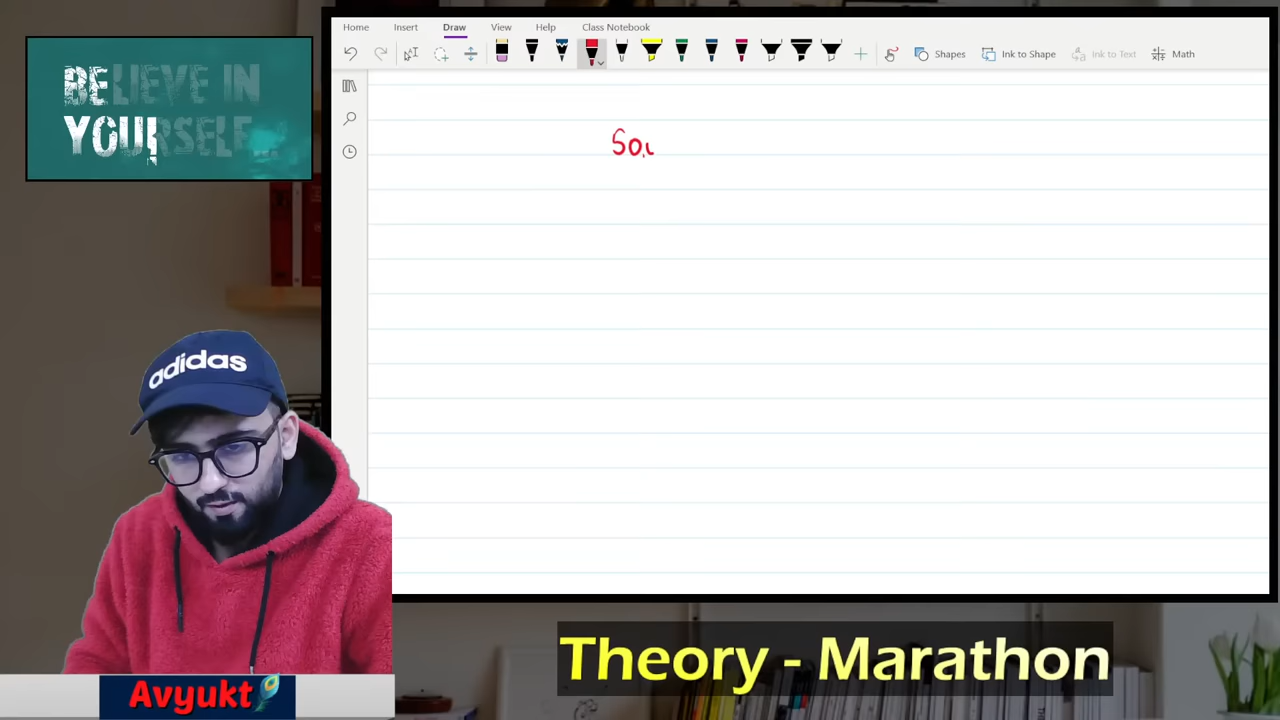 BELIEVE IN
YOURSELF...
Home Insert Draw View Help Class Notebook
Shapes Ink to Shape Ink to Text Math
adidas
Theory - Marathon
Avyukt